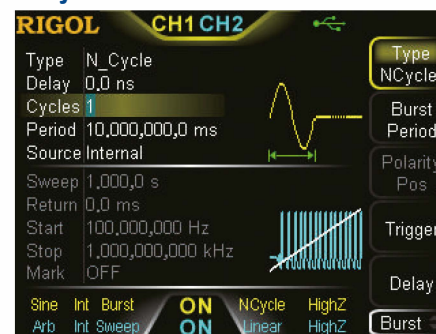 RIGOL CH1 CH2
Type N_Cycle
Delay 0.0 ns
Cycles 1
Period 10,000,000,0 ms
Source Internal
Sweep 1,000,0 s
Return 0.0 ms
Start 100,000,000 Hz
Stop 1,000,000,000 kHz
Mark OFF
Sine Int Burst ON NCycle HighZ
Arb Int Sweep ON Linear HighZ
Type
NCycle
Burst
Period
Polarity
Pos
Trigger
Delay
Burst